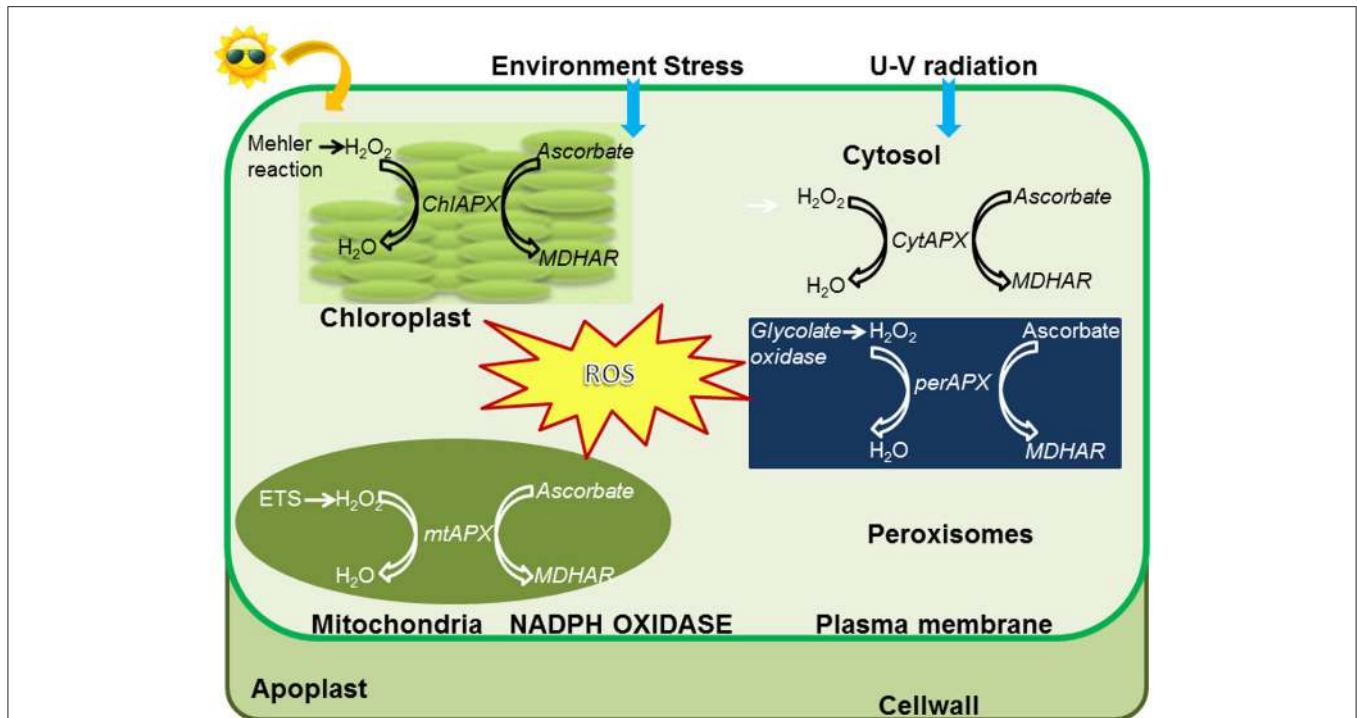 Environment Stress
U-V radiation
Mehler → H₂O₂
reaction
Ascorbate
ChlAPX
H₂O
MDHAR
Chloroplast
Cytosol
H₂O₂
Ascorbate
CytAPX
H₂O
MDHAR
ROS
Glycolate → H₂O₂
oxidase
Ascorbate
perAPX
H₂O
MDHAR
Peroxisomes
ETS → H₂O₂
Ascorbate
mtAPX
H₂O
MDHAR
Mitochondria
NADPH OXIDASE
Plasma membrane
Apoplast
Cellwall